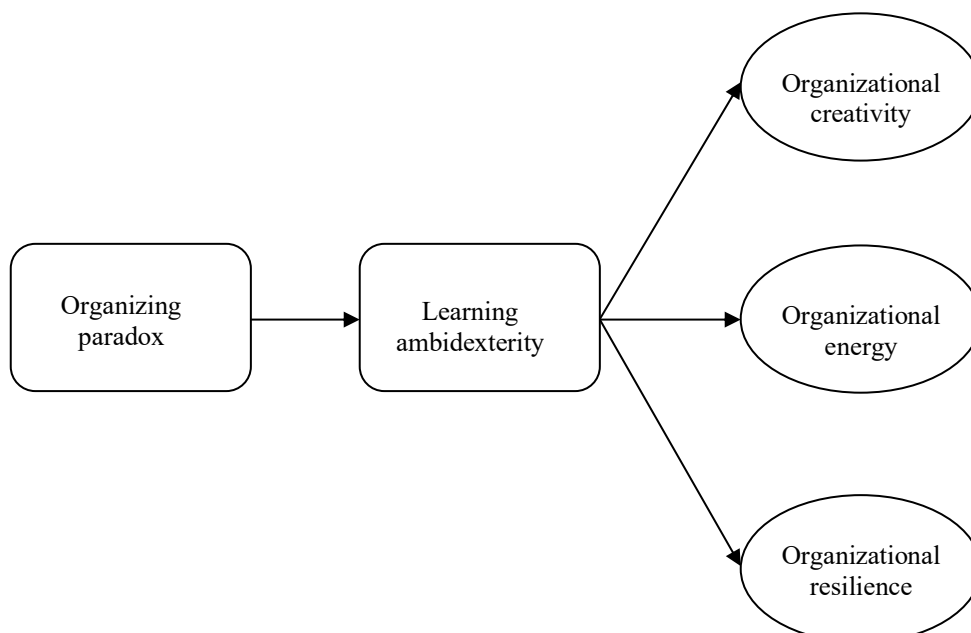 Organizational
creativity
Organizing
paradox
Learning
ambidexterity
Organizational
energy
Organizational
resilience